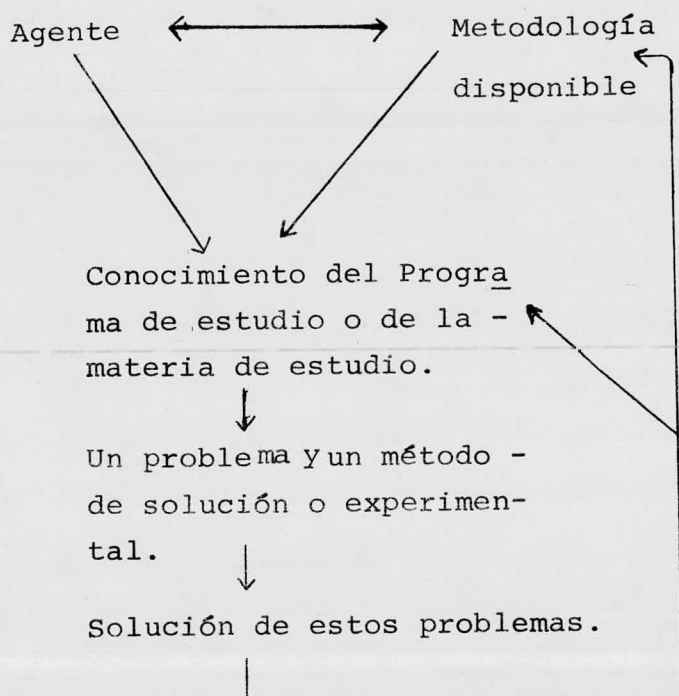 Agente Metodología
disponible
Conocimiento del Progra
ma de estudio o de la -
materia de estudio.
Un problema y un método -
de solución o experimen-
tal.
Solución de estos problemas.